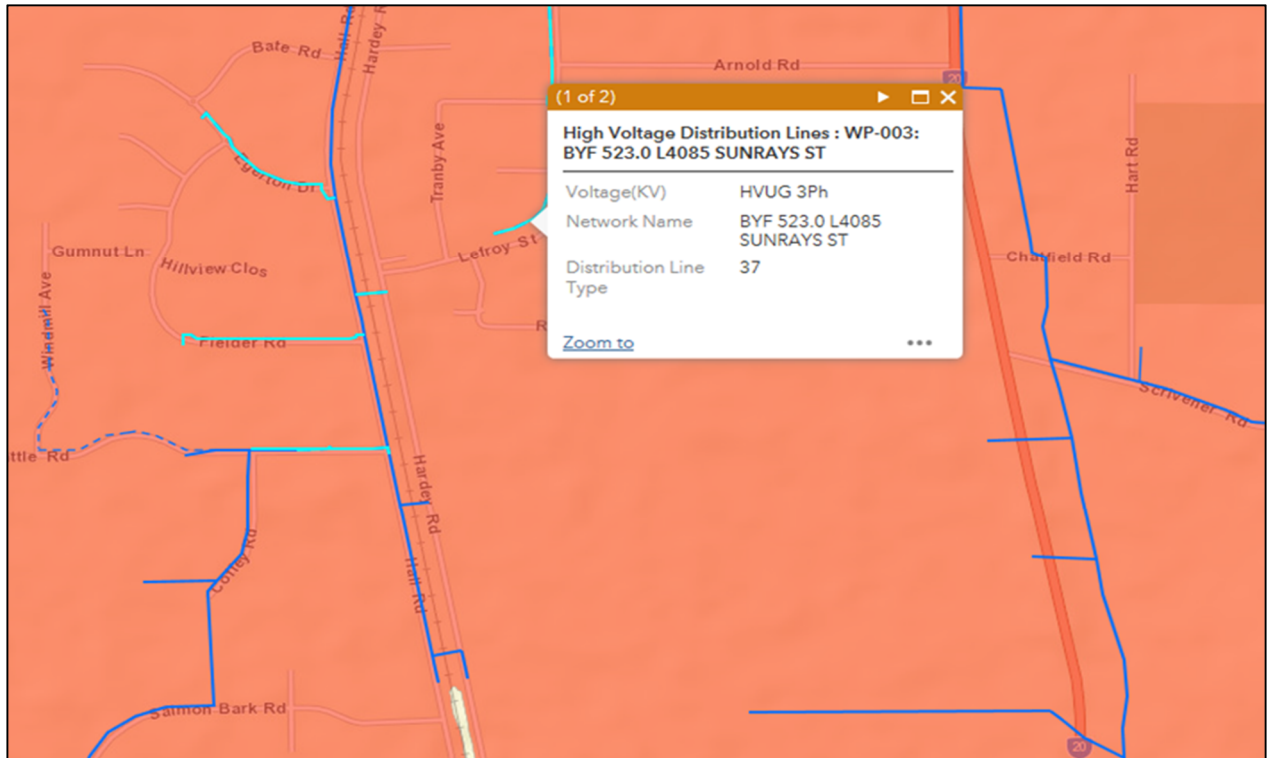 Hall Rd
Hardey R
Bate Rd
Arnold Rd
20
(1 of 2)
High Voltage Distribution Lines : WP-003:
BYF 523.0 L4085 SUNRAYS ST
Voltage(KV) HVUG 3Ph
Network Name BYF 523.0 L4085
SUNRAYS ST
Distribution Line 37
Type
Zoom to
Tranby Ave
Hart Rd
Egerton Dr
Lefroy St
Gumnut Ln
Hillview Clos
Chatfield Rd
Windmill Ave
R
Fielder Rd
Scrivener Rd
ttle Rd
Hardey Rd
Coffey Rd
Hall Rd
Salmon Bark Rd
20